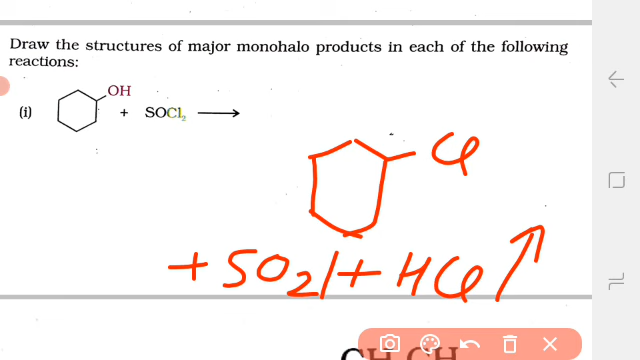 Draw the structures of major monohalo products in each of the following
reactions:
OH
(i) + SOCl₂ ⟶
Cl
+ SO2↑ + HCl ↑